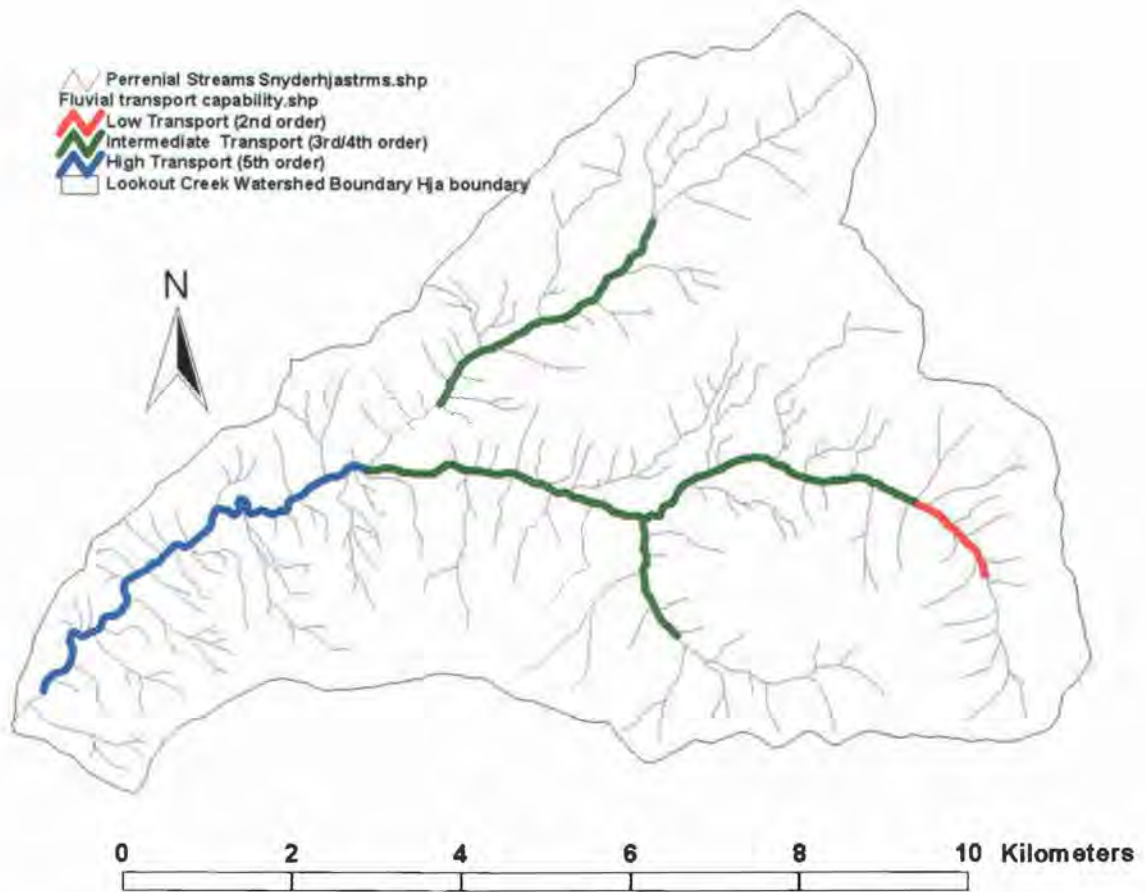 Perrenial Streams Snyderhjastrms.shp
Fluvial transport capability.shp
Low Transport (2nd order)
Intermediate Transport (3rd/4th order)
High Transport (5th order)
Lookout Creek Watershed Boundary Hja boundary
N
0 2 4 6 8 10 Kilometers